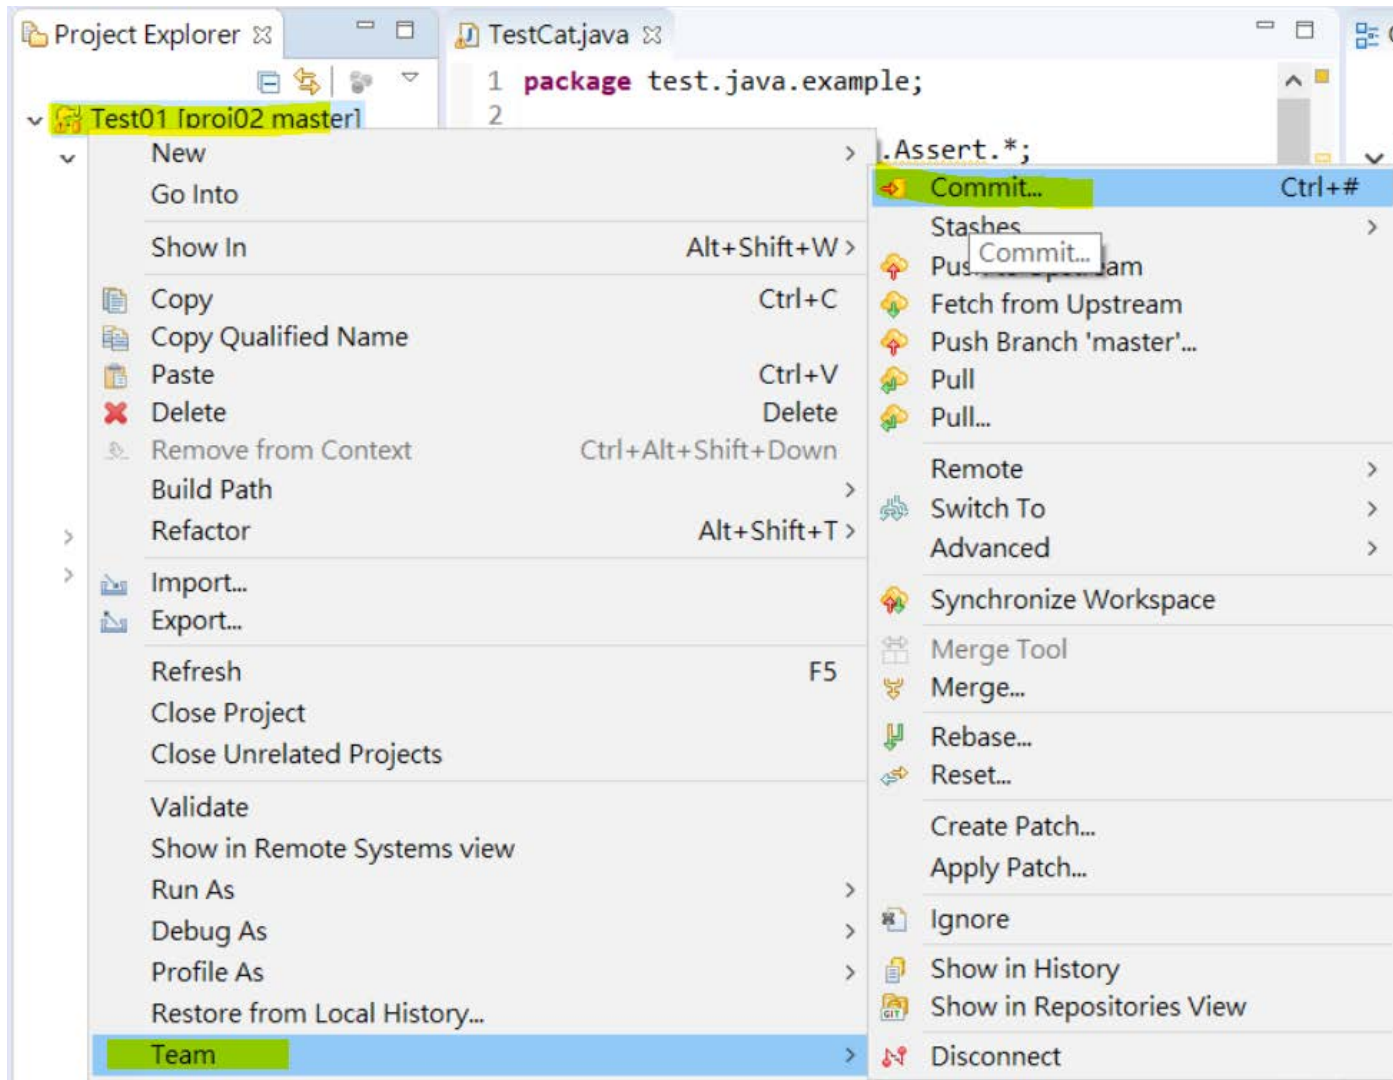 Project Explorer
TestCat.java
1 package test.java.example;
2
Test01 [proj02 master]
.Assert.*;
New
Go Into
Show In Alt+Shift+W
Copy Ctrl+C
Copy Qualified Name
Paste Ctrl+V
Delete Delete
Remove from Context Ctrl+Alt+Shift+Down
Build Path
Refactor Alt+Shift+T
Import...
Export...
Refresh F5
Close Project
Close Unrelated Projects
Validate
Show in Remote Systems view
Run As
Debug As
Profile As
Restore from Local History...
Team
Commit... Ctrl+#
Stashes
Commit...
Fetch from Upstream
Push Branch 'master'...
Pull
Pull...
Remote
Switch To
Advanced
Synchronize Workspace
Merge Tool
Merge...
Rebase...
Reset...
Create Patch...
Apply Patch...
Ignore
Show in History
GIT
Show in Repositories View
Disconnect